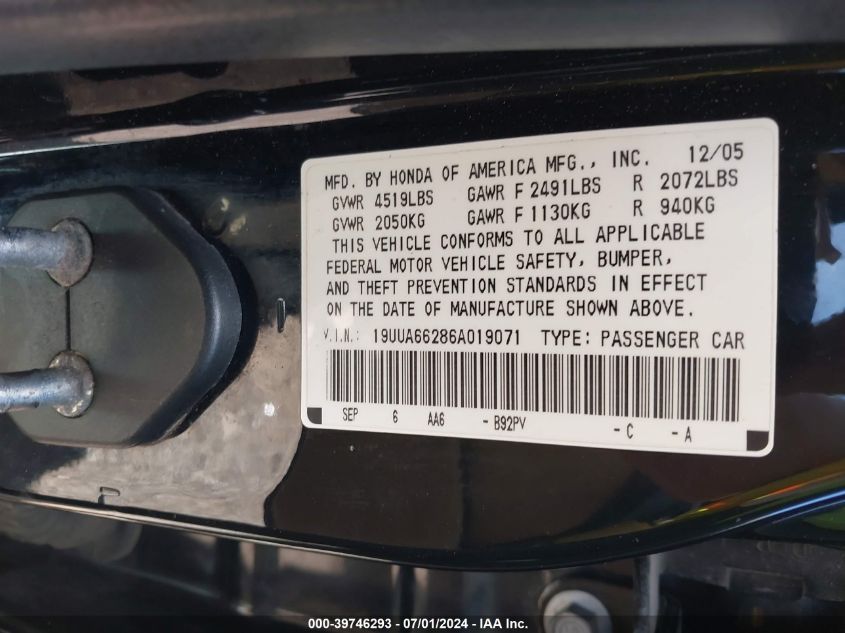 MFD. BY HONDA OF AMERICA MFG., INC. 12/05
GVWR 4519LBS GAWR F 2491LBS R 2072LBS
GVWR 2050KG GAWR F 1130KG R 940KG
THIS VEHICLE CONFORMS TO ALL APPLICABLE
FEDERAL MOTOR VEHICLE SAFETY, BUMPER,
AND THEFT PREVENTION STANDARDS IN EFFECT
ON THE DATE OF MANUFACTURE SHOWN ABOVE.
V.I.N.: 19UUA66286A019071 TYPE: PASSENGER CAR
SEP 6 AA6 - B92PV - C - A
000-39746293 - 07/01/2024 - IAA Inc.